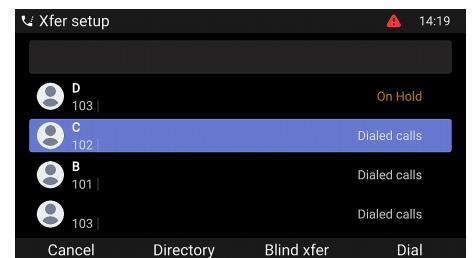 Xfer setup 14:19
D
103 On Hold
C
102 Dialed calls
B
101 Dialed calls
103 Dialed calls
Cancel Directory Blind xfer Dial